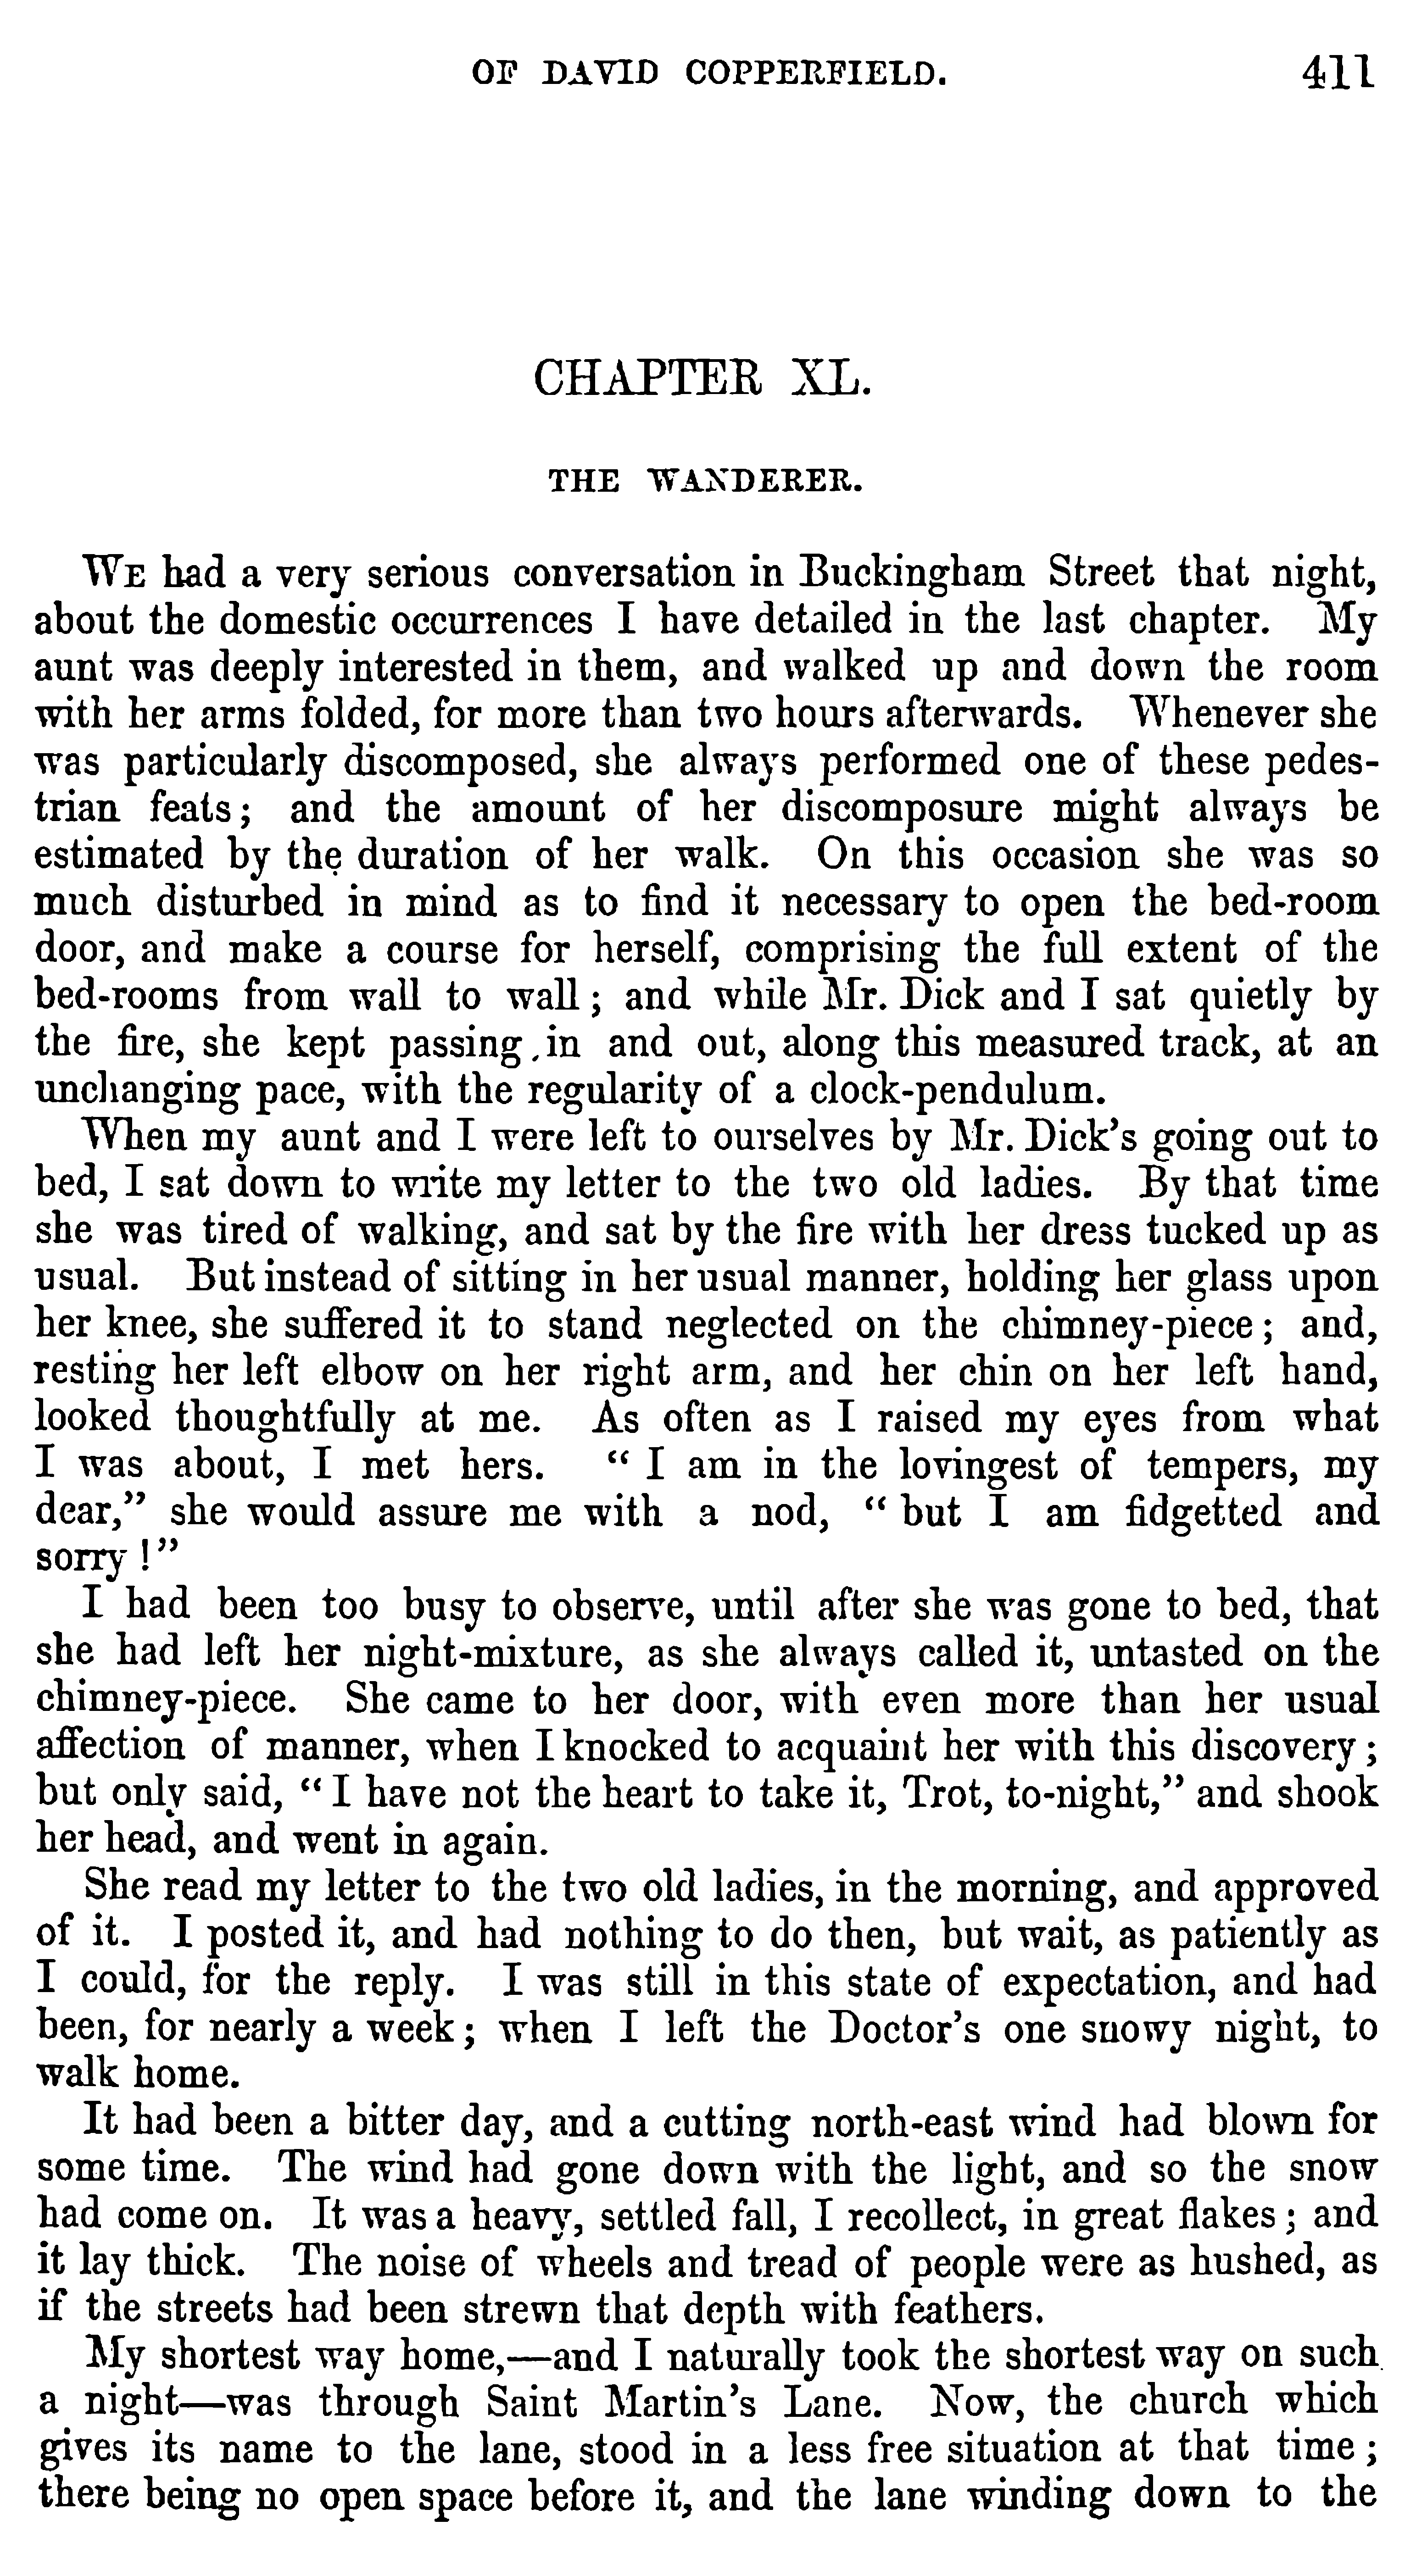 OF DAVID COPPERFIELD. 411
CHAPTER XL.
THE WANDERER.
WE had a very serious conversation in Buckingham Street that night,
about the domestic occurrences I have detailed in the last chapter. My
aunt was deeply interested in them, and walked up and down the room
with her arms folded, for more than two hours afterwards. Whenever she
was particularly discomposed, she always performed one of these pedes-
trian feats; and the amount of her discomposure might always be
estimated by the duration of her walk. On this occasion she was so
much disturbed in mind as to find it necessary to open the bed-room
door, and make a course for herself, comprising the full extent of the
bed-rooms from wall to wall; and while Mr. Dick and I sat quietly by
the fire, she kept passing in and out, along this measured track, at an
unchanging pace, with the regularity of a clock-pendulum.
When my aunt and I were left to ourselves by Mr. Dick's going out to
bed, I sat down to write my letter to the two old ladies. By that time
she was tired of walking, and sat by the fire with her dress tucked up as
usual. But instead of sitting in her usual manner, holding her glass upon
her knee, she suffered it to stand neglected on the chimney-piece; and,
resting her left elbow on her right arm, and her chin on her left hand,
looked thoughtfully at me. As often as I raised my eyes from what
I was about, I met hers. "I am in the lovingest of tempers, my
dear," she would assure me with a nod, "but I am fidgetted and
sorry!"
I had been too busy to observe, until after she was gone to bed, that
she had left her night-mixture, as she always called it, untasted on the
chimney-piece. She came to her door, with even more than her usual
affection of manner, when I knocked to acquaint her with this discovery;
but only said, "I have not the heart to take it, Trot, to-night," and shook
her head, and went in again.
She read my letter to the two old ladies, in the morning, and approved
of it. I posted it, and had nothing to do then, but wait, as patiently as
I could, for the reply. I was still in this state of expectation, and had
been, for nearly a week; when I left the Doctor's one snowy night, to
walk home.
It had been a bitter day, and a cutting north-east wind had blown for
some time. The wind had gone down with the light, and so the snow
had come on. It was a heavy, settled fall, I recollect, in great flakes; and
it lay thick. The noise of wheels and tread of people were as hushed, as
if the streets had been strewn that depth with feathers.
My shortest way home,—and I naturally took the shortest way on such
a night—was through Saint Martin's Lane. Now, the church which
gives its name to the lane, stood in a less free situation at that time;
there being no open space before it, and the lane winding down to the